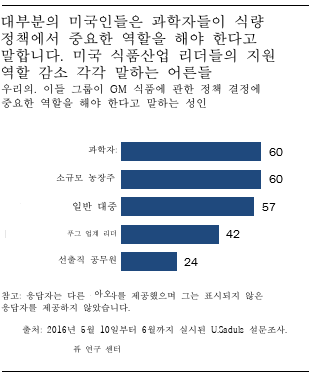 대부분의 미국인들은 과학자들이 식량
정책에서 중요한 역할을 해야 한다고
말합니다. 미국 식품산업 리더들의 지원
역할 감소 각각 말하는 어른들
우리의. 이들 그룹이 GM 식품에 관한 정책 결정에
중요한 역할을 해야 한다고 말하는 성인
과학자: 60
소규모 농장주 60
일반 대중 57
푸그 업계 리더 42
선출직 공무원 24
참고: 응답자는 다른 제공했으며 그는 표시되지 않은
응답자를 제공하지 않았습니다.
출처: 2016년 5월 10일부터 6월까지 실시된 U.Sadults 설문조사.
퓨 연구 센터